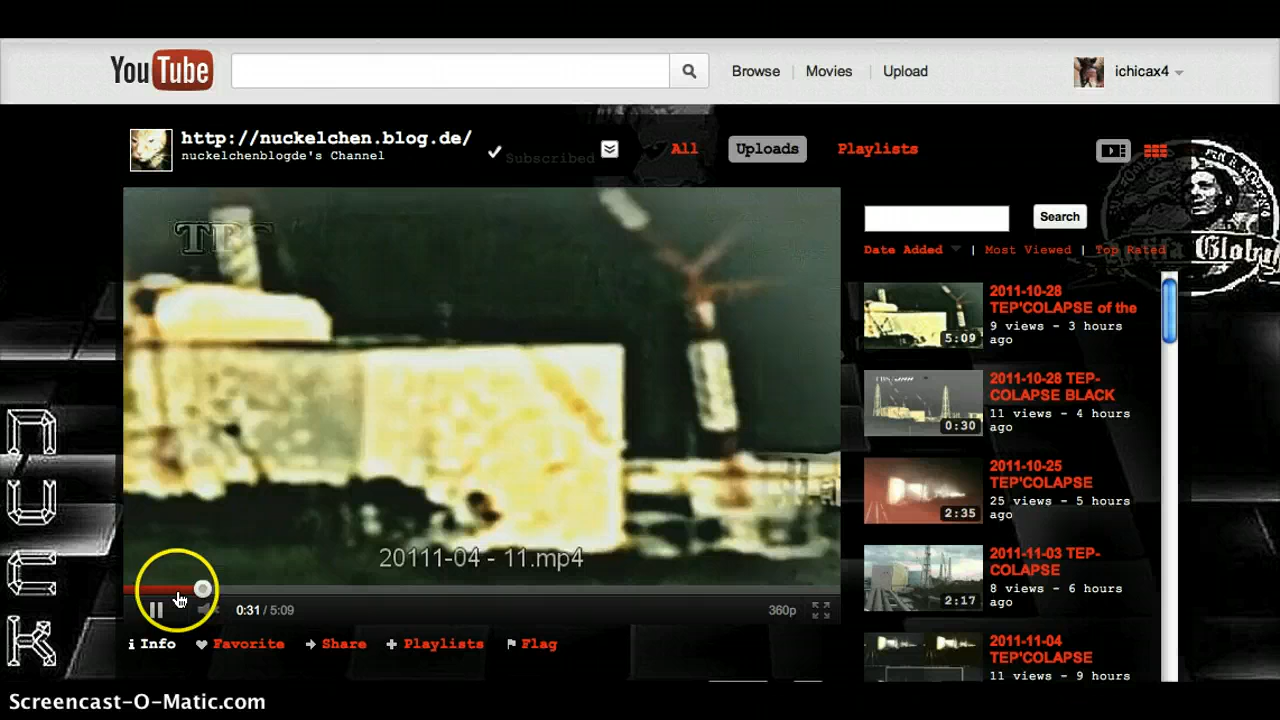 YouTube
Browse | Movies | Upload
ichicax4
http://nuckelchen.blog.de/
nuckelchenblogde's Channel
Subscribed
All
Uploads
Playlists
Search
Date Added | Most Viewed | Top Rated
Global
2011-10-28
TEP'COLAPSE of the
9 views - 3 hours
ago
5:09
2011-10-28 TEP-
COLAPSE BLACK
11 views - 4 hours
ago
0:30
2011-10-25
TEP'COLAPSE
25 views - 5 hours
ago
2:35
2011-11-03 TEP-
COLAPSE
8 views - 6 hours
ago
2:17
2011-11-04
TEP'COLAPSE
11 views - 9 hours
TBS
20111-04 - 11.mp4
0:31 / 5:09
360p
Info
Favorite
Share
Playlists
Flag
NUCK
Screencast-O-Matic.com